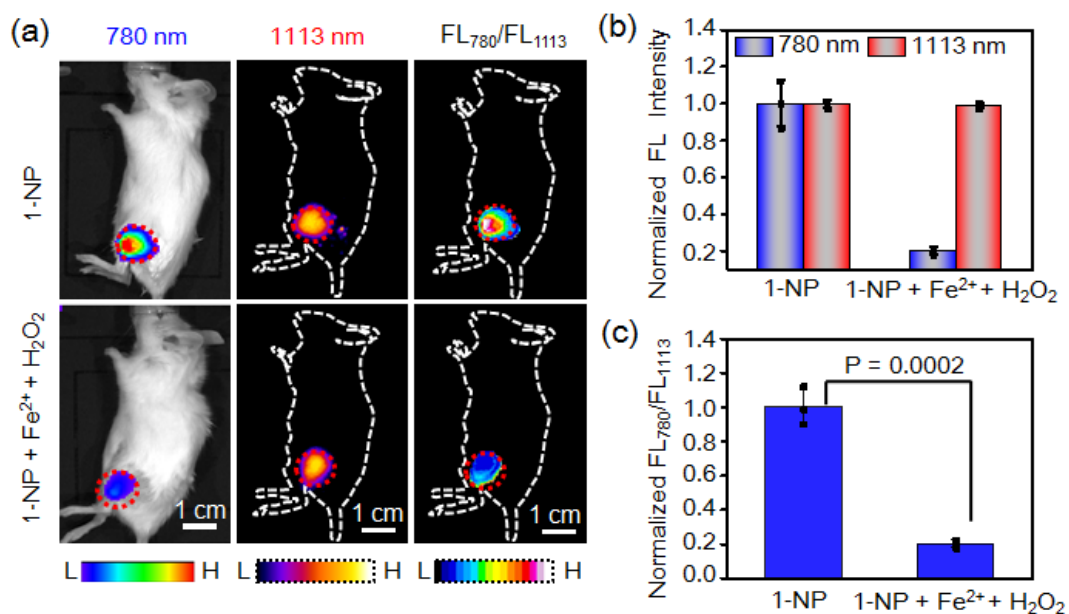 (a)
780 nm
1113 nm
FL₇₈₀/FL₁₁₁₃
1-NP
1-NP + Fe²⁺ + H₂O₂
1 cm
1 cm
1 cm
L
H
L
H
L
H
(b)
Normalized FL Intensity
1.4
1.2
1.0
0.8
0.6
0.4
0.2
780 nm
1113 nm
1-NP
1-NP + Fe²⁺ + H₂O₂
(c)
Normalized FL₇₈₀/FL₁₁₁₃
1.4
1.2
1.0
0.8
0.6
0.4
0.2
0.0
P = 0.0002
1-NP
1-NP + Fe²⁺ + H₂O₂